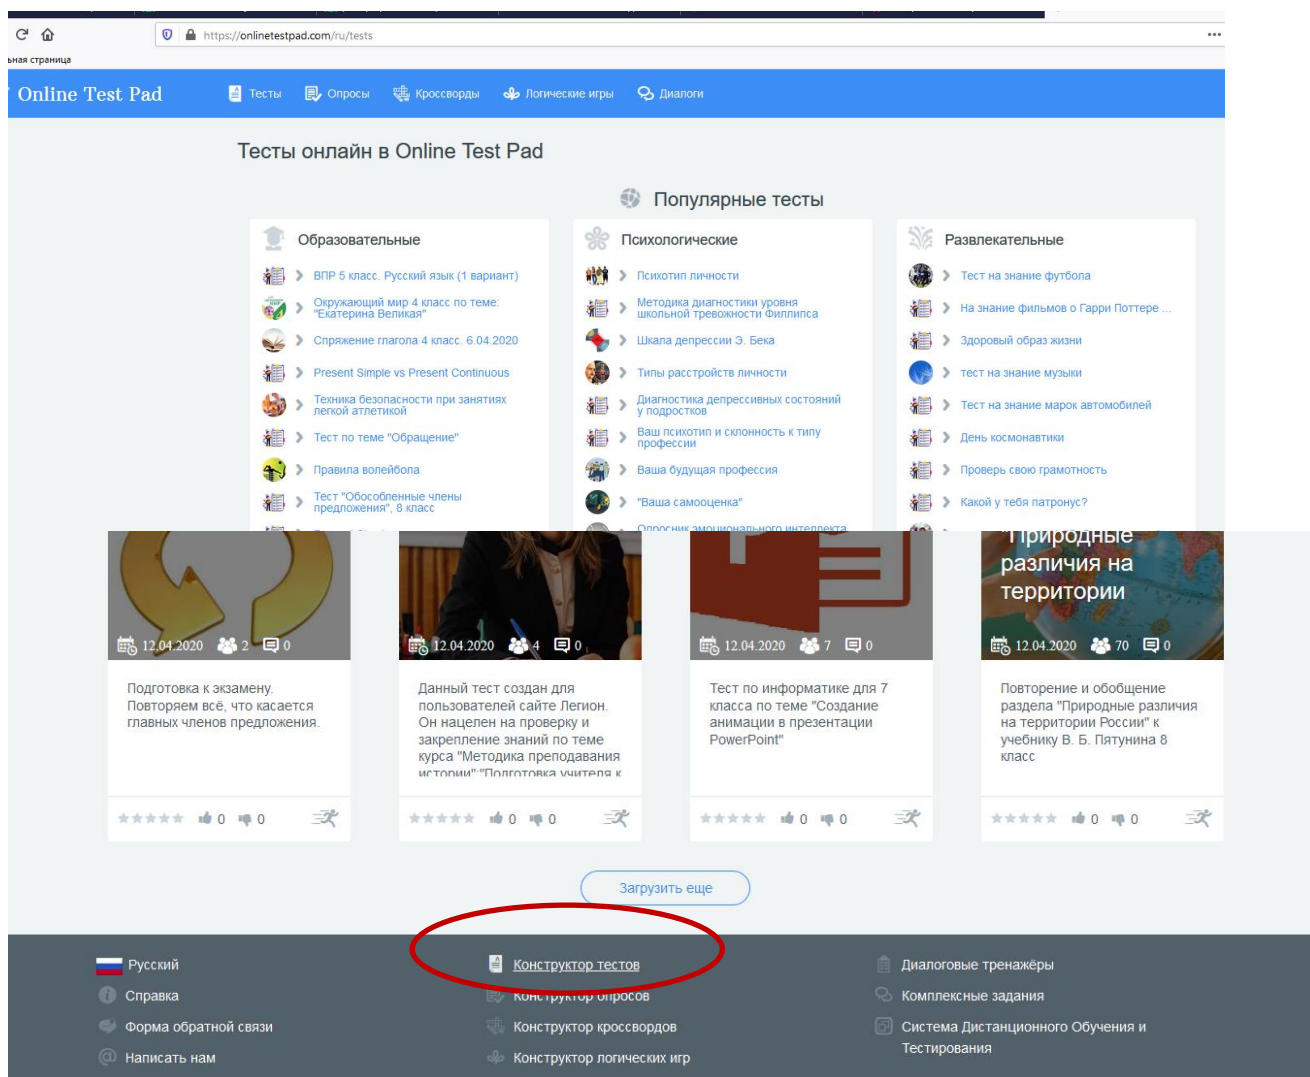 https://onlinetestpad.com/ru/tests
ьная страница
Online Test Pad
Тесты
Опросы
Кроссворды
Логические игры
Диалоги
Тесты онлайн в Online Test Pad
Популярные тесты
Образовательные
ВПР 5 класс. Русский язык (1 вариант)
Окружающий мир 4 класс по теме:
"Екатерина Великая"
Спряжение глагола 4 класс. 6.04.2020
Present Simple vs Present Continuous
Техника безопасности при занятиях
легкой атлетикой
Тест по теме "Обращение"
Правила волейбола
Тест "Обособленные члены
предложения", 8 класс
Психологические
Психотип личности
Методика диагностики уровня
школьной тревожности Филлипса
Шкала депрессии Э. Бека
Типы расстройств личности
Диагностика депрессивных состояний
у подростков
Ваш психотип и склонность к типу
профессии
Ваша будущая профессия
"Ваша самооценка"
Опросник эмоционального интеллекта
Развлекательные
Тест на знание футбола
На знание фильмов о Гарри Поттере ...
Здоровый образ жизни
тест на знание музыки
Тест на знание марок автомобилей
День космонавтики
Проверь свою грамотность
Какой у тебя патронус?
12.04.2020 2 0
Подготовка к экзамену.
Повторяем всё, что касается
главных членов предложения.
0 0
12.04.2020 4 0
Данный тест создан для
пользователей сайте Легион.
Он нацелен на проверку и
закрепление знаний по теме
курса "Методика преподавания
истории":"Подготовка учителя к
0 0
12.04.2020 7 0
Тест по информатике для 7
класса по теме "Создание
анимации в презентации
PowerPoint"
0 0
"Природные
различия на
территории
12.04.2020 70 0
Повторение и обобщение
раздела "Природные различия
на территории России" к
учебнику В. Б. Пятунина 8
класс
0 0
Загрузить еще
Русский
Справка
Форма обратной связи
Написать нам
Конструктор тестов
Конструктор опросов
Конструктор кроссвордов
Конструктор логических игр
Диалоговые тренажёры
Комплексные задания
Система Дистанционного Обучения и
Тестирования